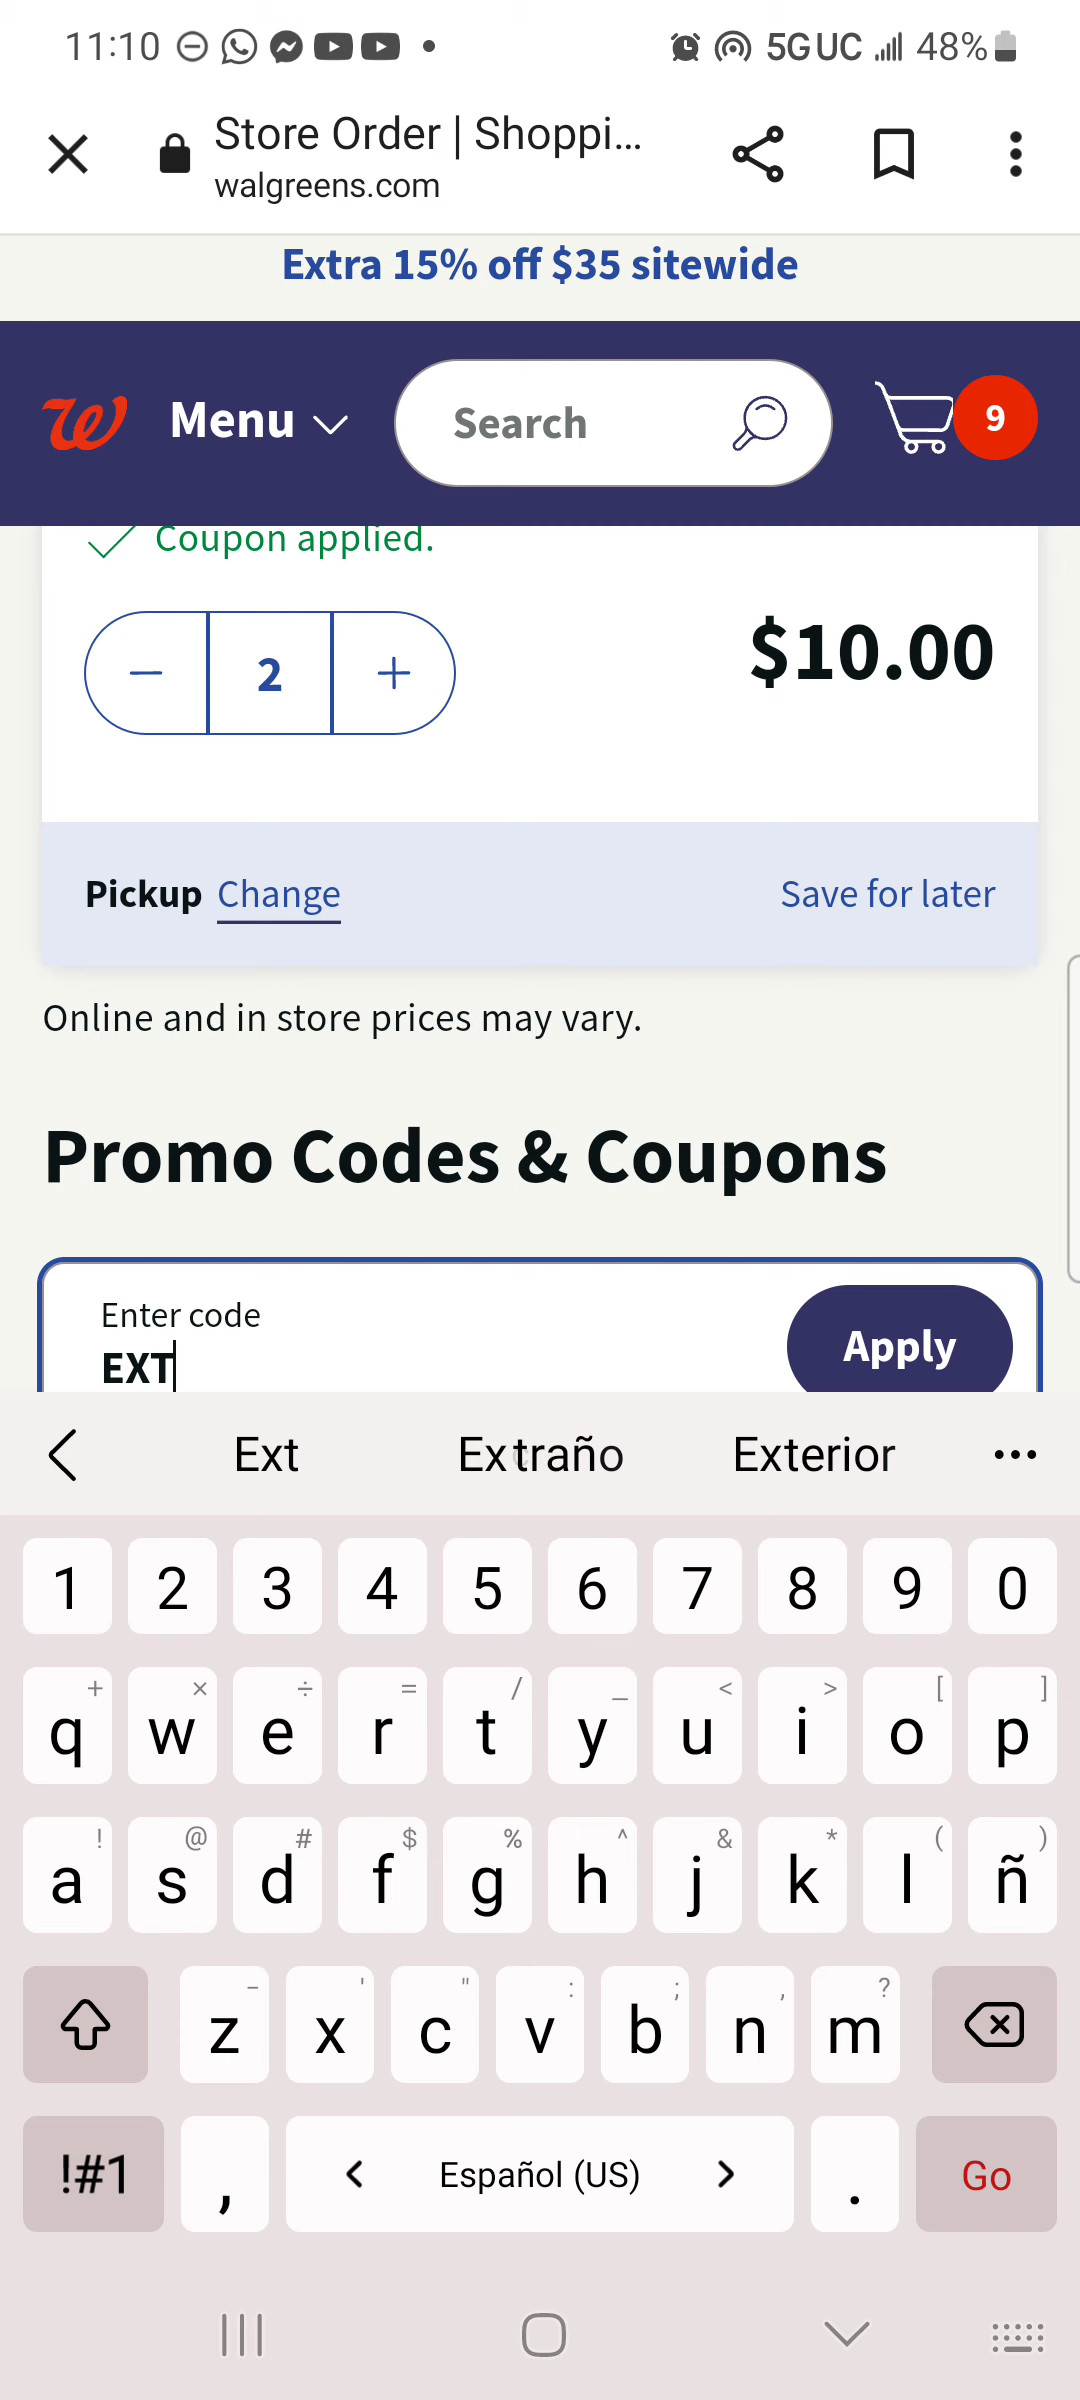 11:10 5G UC 48%
Store Order | Shoppi...
walgreens.com
Extra 15% off $35 sitewide
W Menu Search 9
Coupon applied.
− 2 + $10.00
Pickup Change Save for later
Online and in store prices may vary.
Promo Codes & Coupons
Enter code
EXT
Apply
Ext Extraño Exterior ...
1 2 3 4 5 6 7 8 9 0
+ × ÷ = / _ < > [ ]
q w e r t y u i o p
! @ # $ % ^ & * ( )
a s d f g h j k l ñ
- ' " : ; , ?
z x c v b n m
!#1 , < Español (US) > . Go